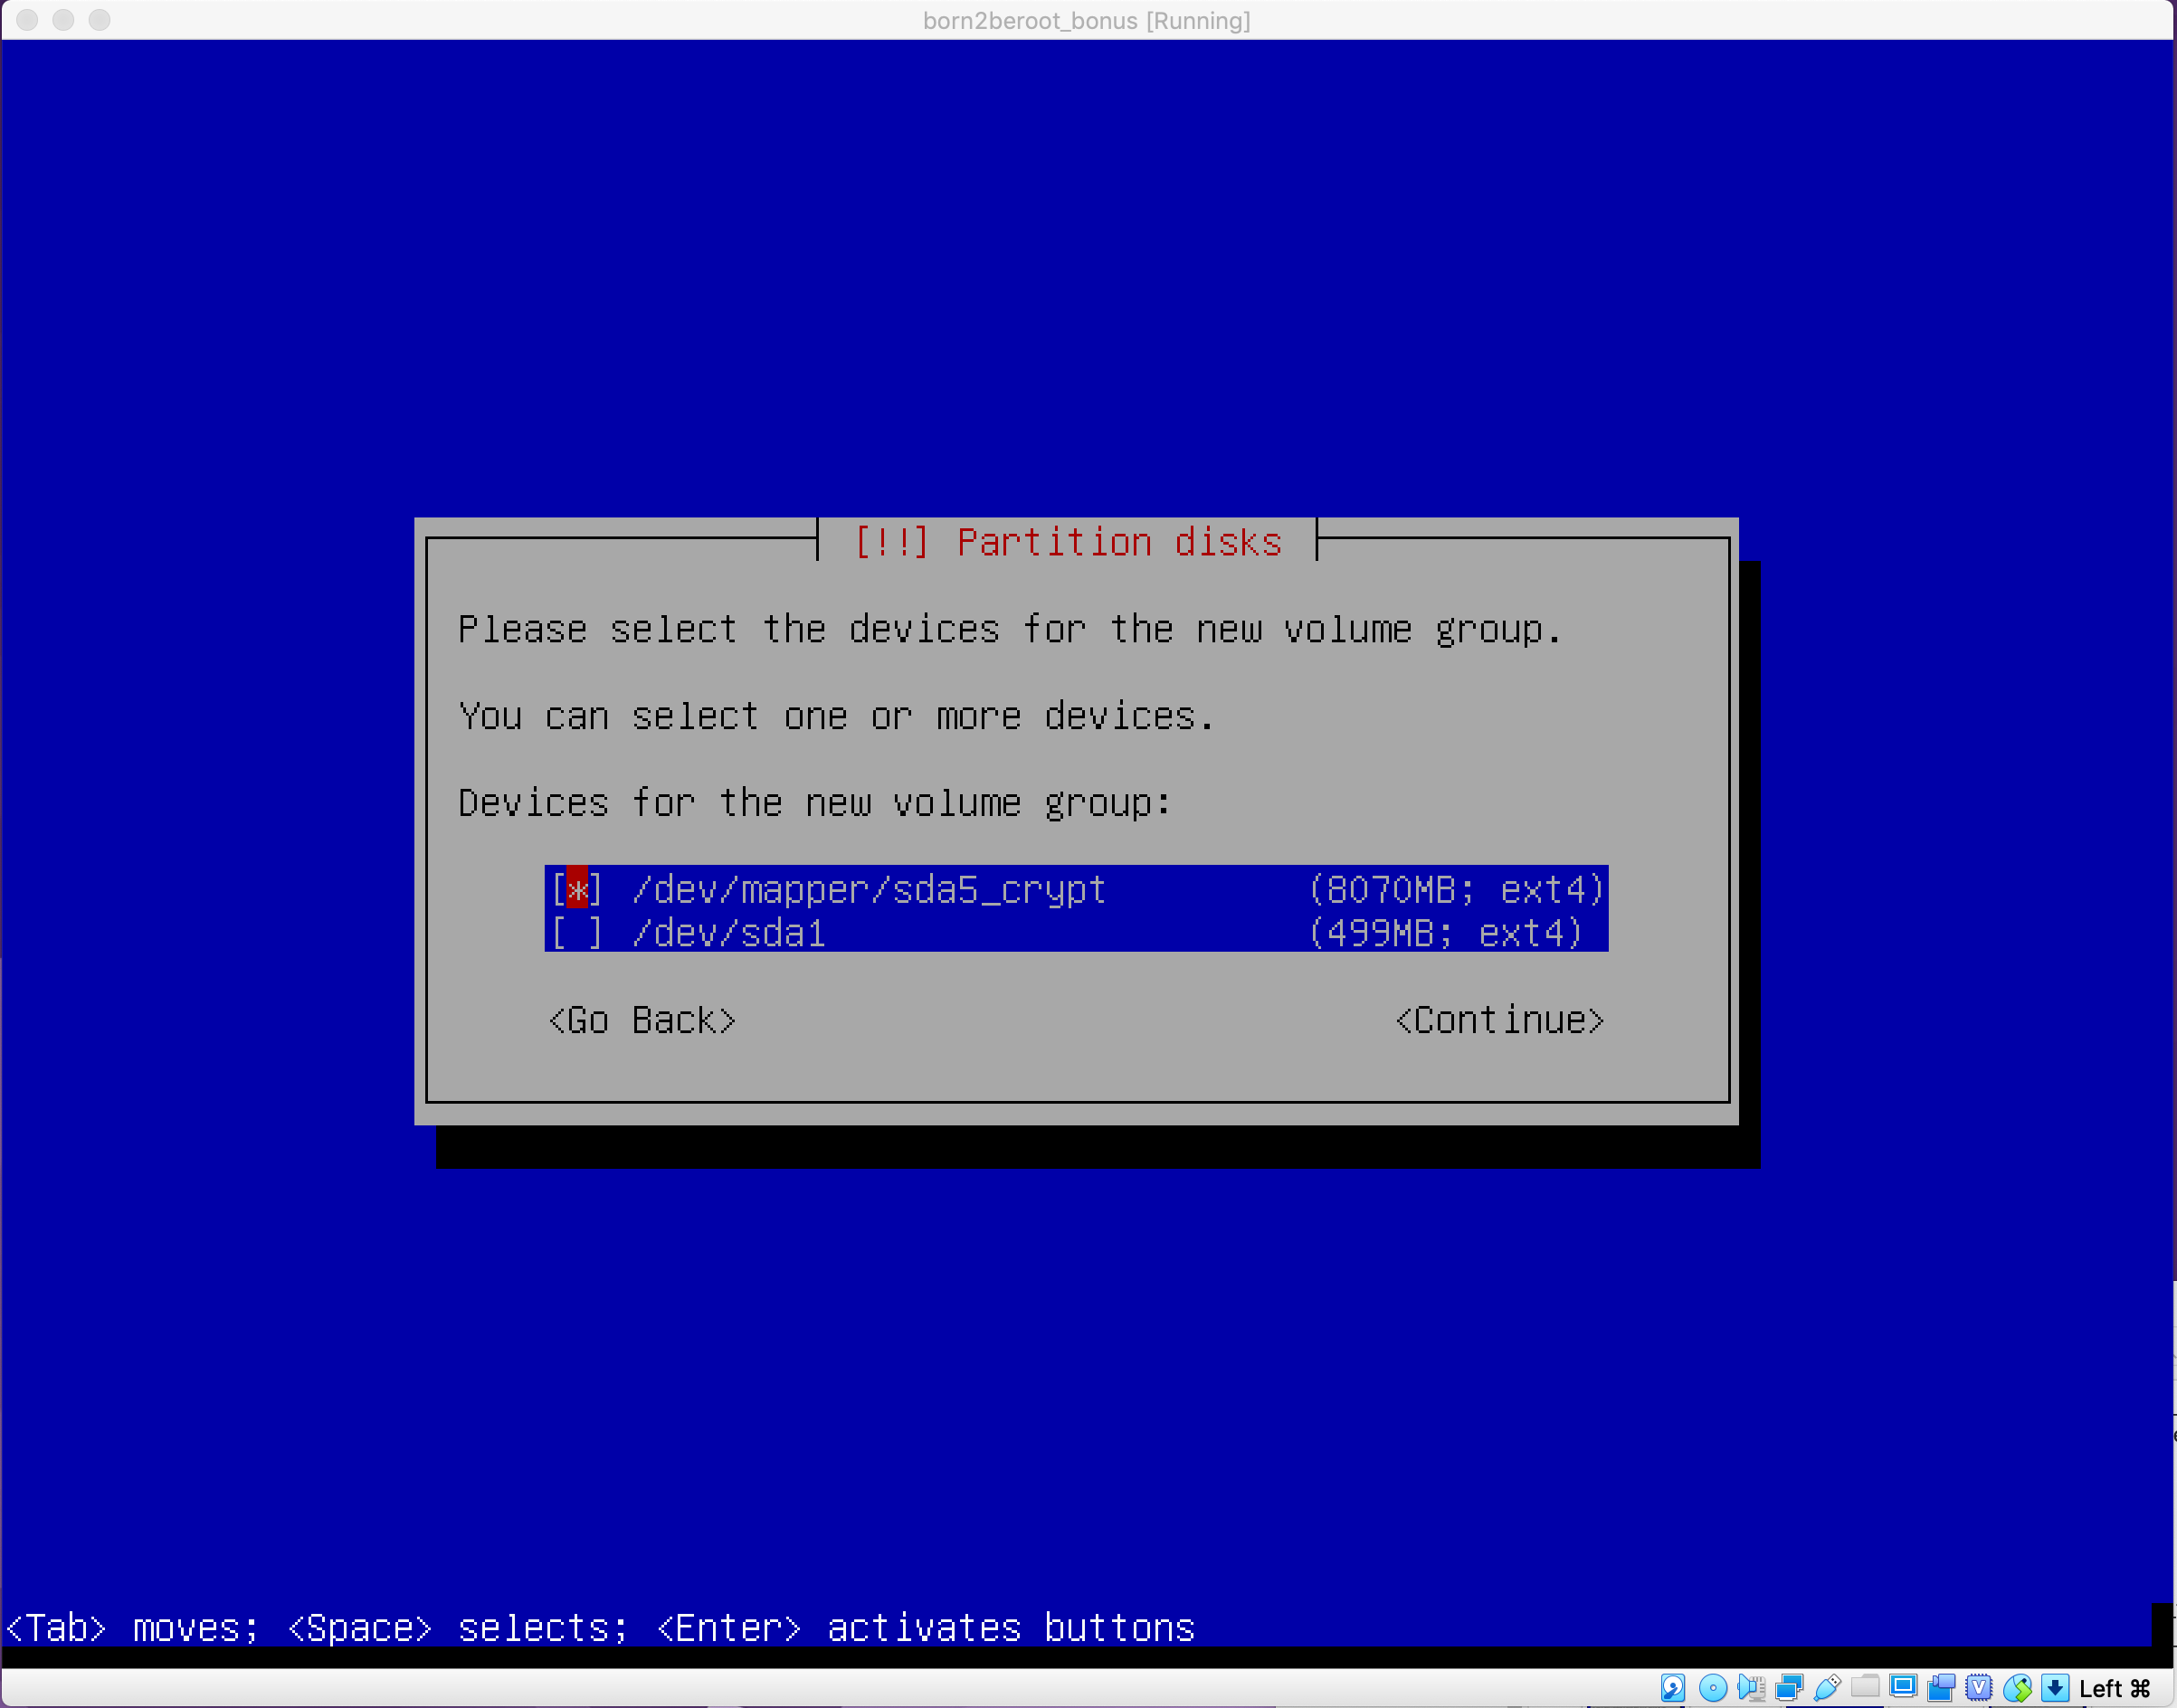 born2beroot_bonus [Running]
[!!] Partition disks
Please select the devices for the new volume group.
You can select one or more devices.
Devices for the new volume group:
[*] /dev/mapper/sda5_crypt (8070MB; ext4)
[ ] /dev/sda1 (499MB; ext4)
<Go Back> <Continue>
<Tab> moves; <Space> selects; <Enter> activates buttons
Left ⌘